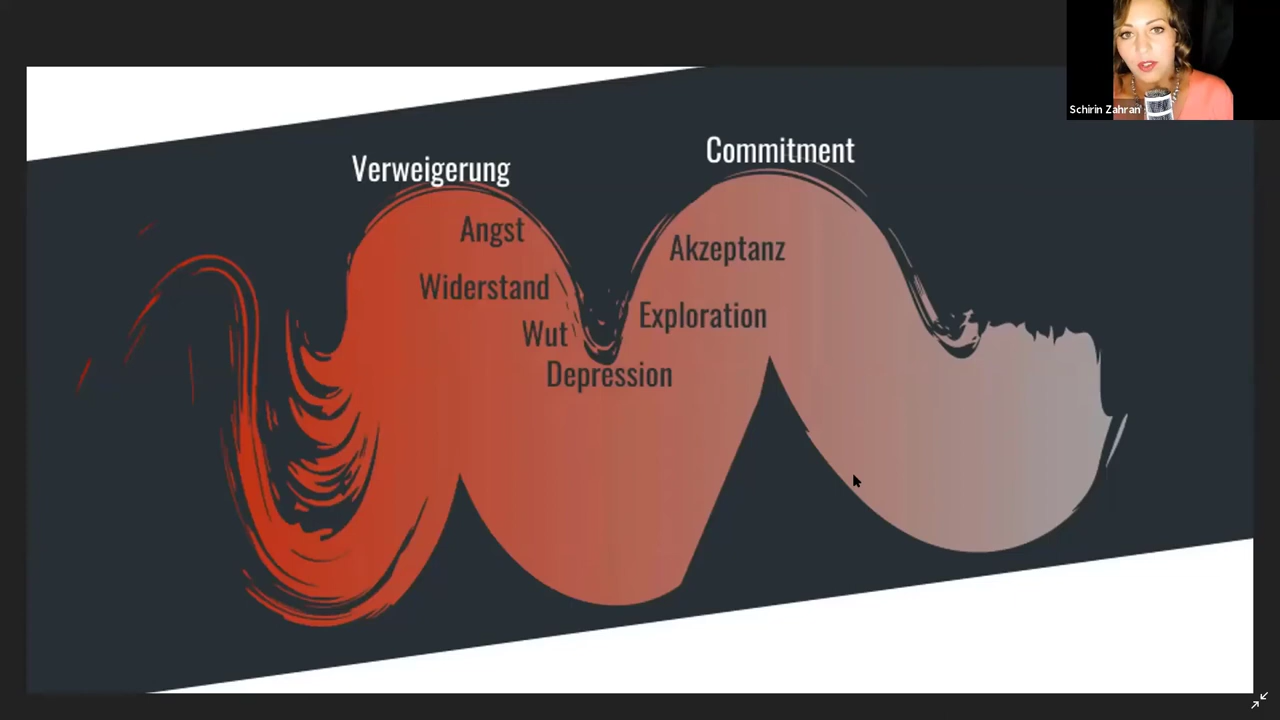 Schirin Zahran
Verweigerung
Commitment
Angst
Akzeptanz
Widerstand
Exploration
Wut
Depression